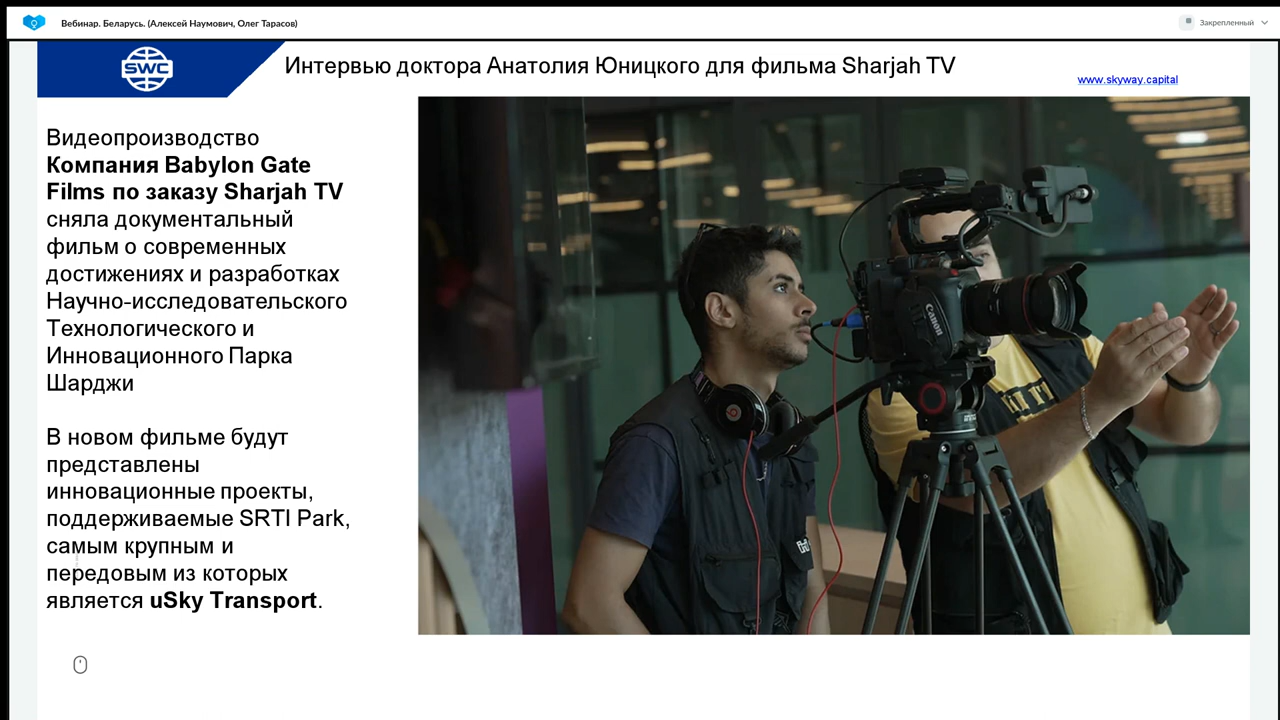 Вебинар. Беларусь. (Алексей Наумович, Олег Тарасов)
Закрепленный
SWC
Интервью доктора Анатолия Юницкого для фильма Sharjah TV
www.skyway.capital
Видеопроизводство
Компания Babylon Gate
Films по заказу Sharjah TV
сняла документальный
фильм о современных
достижениях и разработках
Научно-исследовательского
Технологического и
Инновационного Парка
Шарджи
В новом фильме будут
представлены
инновационные проекты,
поддерживаемые SRTI Park,
самым крупным и
передовым из которых
является uSky Transport.
Canon